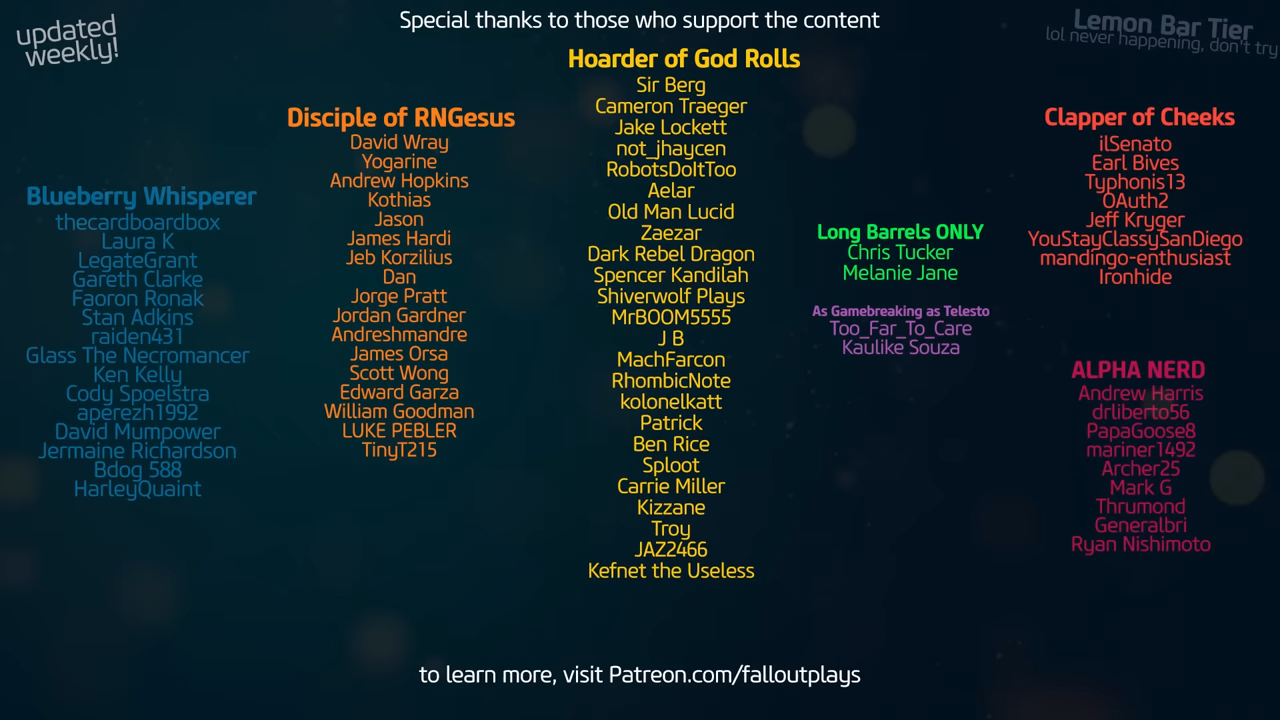 updated
weekly!
Special thanks to those who support the content
Lemon Bar Tier
lol never happening, don't try
Blueberry Whisperer
thecardboardbox
Laura K
LegateGrant
Gareth Clarke
Faoron Ronak
Stan Adkins
raiden431
Glass The Necromancer
Ken Kelly
Cody Spoelstra
aperezh1992
David Mumpower
Jermaine Richardson
Bdog 588
HarleyQuaint
Disciple of RNGesus
David Wray
Yogarine
Andrew Hopkins
Kothias
Jason
James Hardi
Jeb Korzilius
Dan
Jorge Pratt
Jordan Gardner
Andreshmandre
James Orsa
Scott Wong
Edward Garza
William Goodman
LUKE PEBLER
TinyT215
Hoarder of God Rolls
Sir Berg
Cameron Traeger
Jake Lockett
not_jhaycen
RobotsDoItToo
Aelar
Old Man Lucid
Zaezar
Dark Rebel Dragon
Spencer Kandilah
Shiverwolf Plays
MrBOOM5555
J B
MachFarcon
RhombicNote
kolonelkatt
Patrick
Ben Rice
Sploot
Carrie Miller
Kizzane
Troy
JAZ2466
Kefnet the Useless
Long Barrels ONLY
Chris Tucker
Melanie Jane
As Gamebreaking as Telesto
Too_Far_To_Care
Kaulike Souza
Clapper of Cheeks
ilSenato
Earl Bives
Typhonis13
OAuth2
Jeff Kryger
YouStayClassySanDiego
mandingo-enthusiast
Ironhide
ALPHA NERD
Andrew Harris
drliberto56
PapaGoose8
mariner1492
Archer25
Mark G
Thrumond
Generalbri
Ryan Nishimoto
to learn more, visit Patreon.com/falloutplays